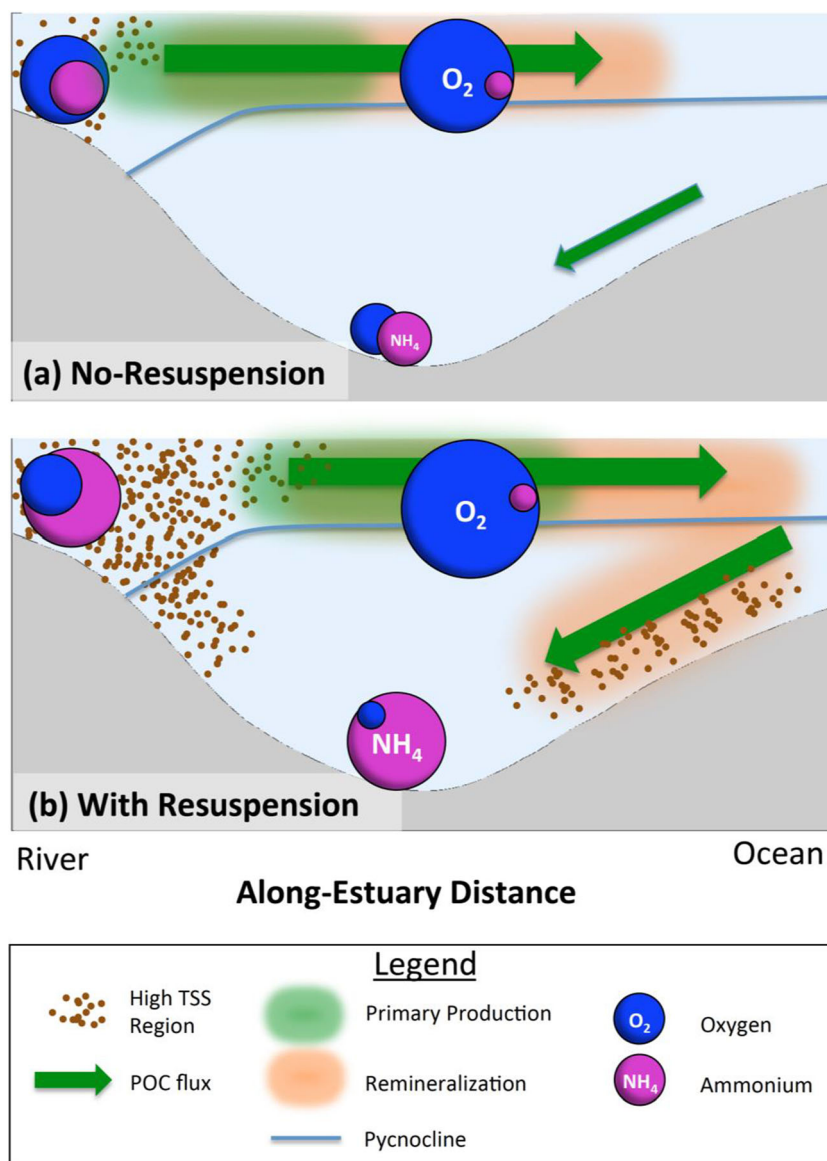 O2
NH4
(a) No-Resuspension
O2
NH4
(b) With Resuspension
River
Ocean
Along-Estuary Distance
Legend
High TSS
Region
Primary Production
O2
Oxygen
POC flux
Remineralization
NH4
Ammonium
Pycnocline